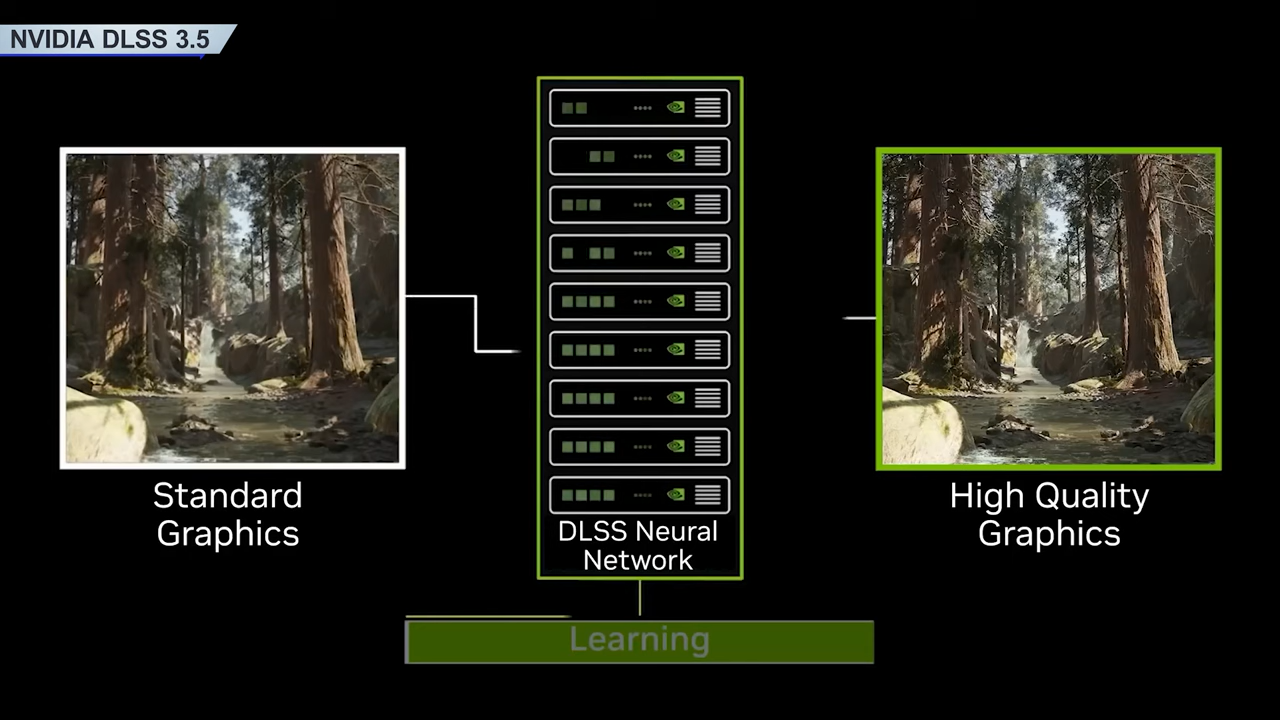 NVIDIA DLSS 3.5
Standard
Graphics
DLSS Neural
Network
High Quality
Graphics
Learning